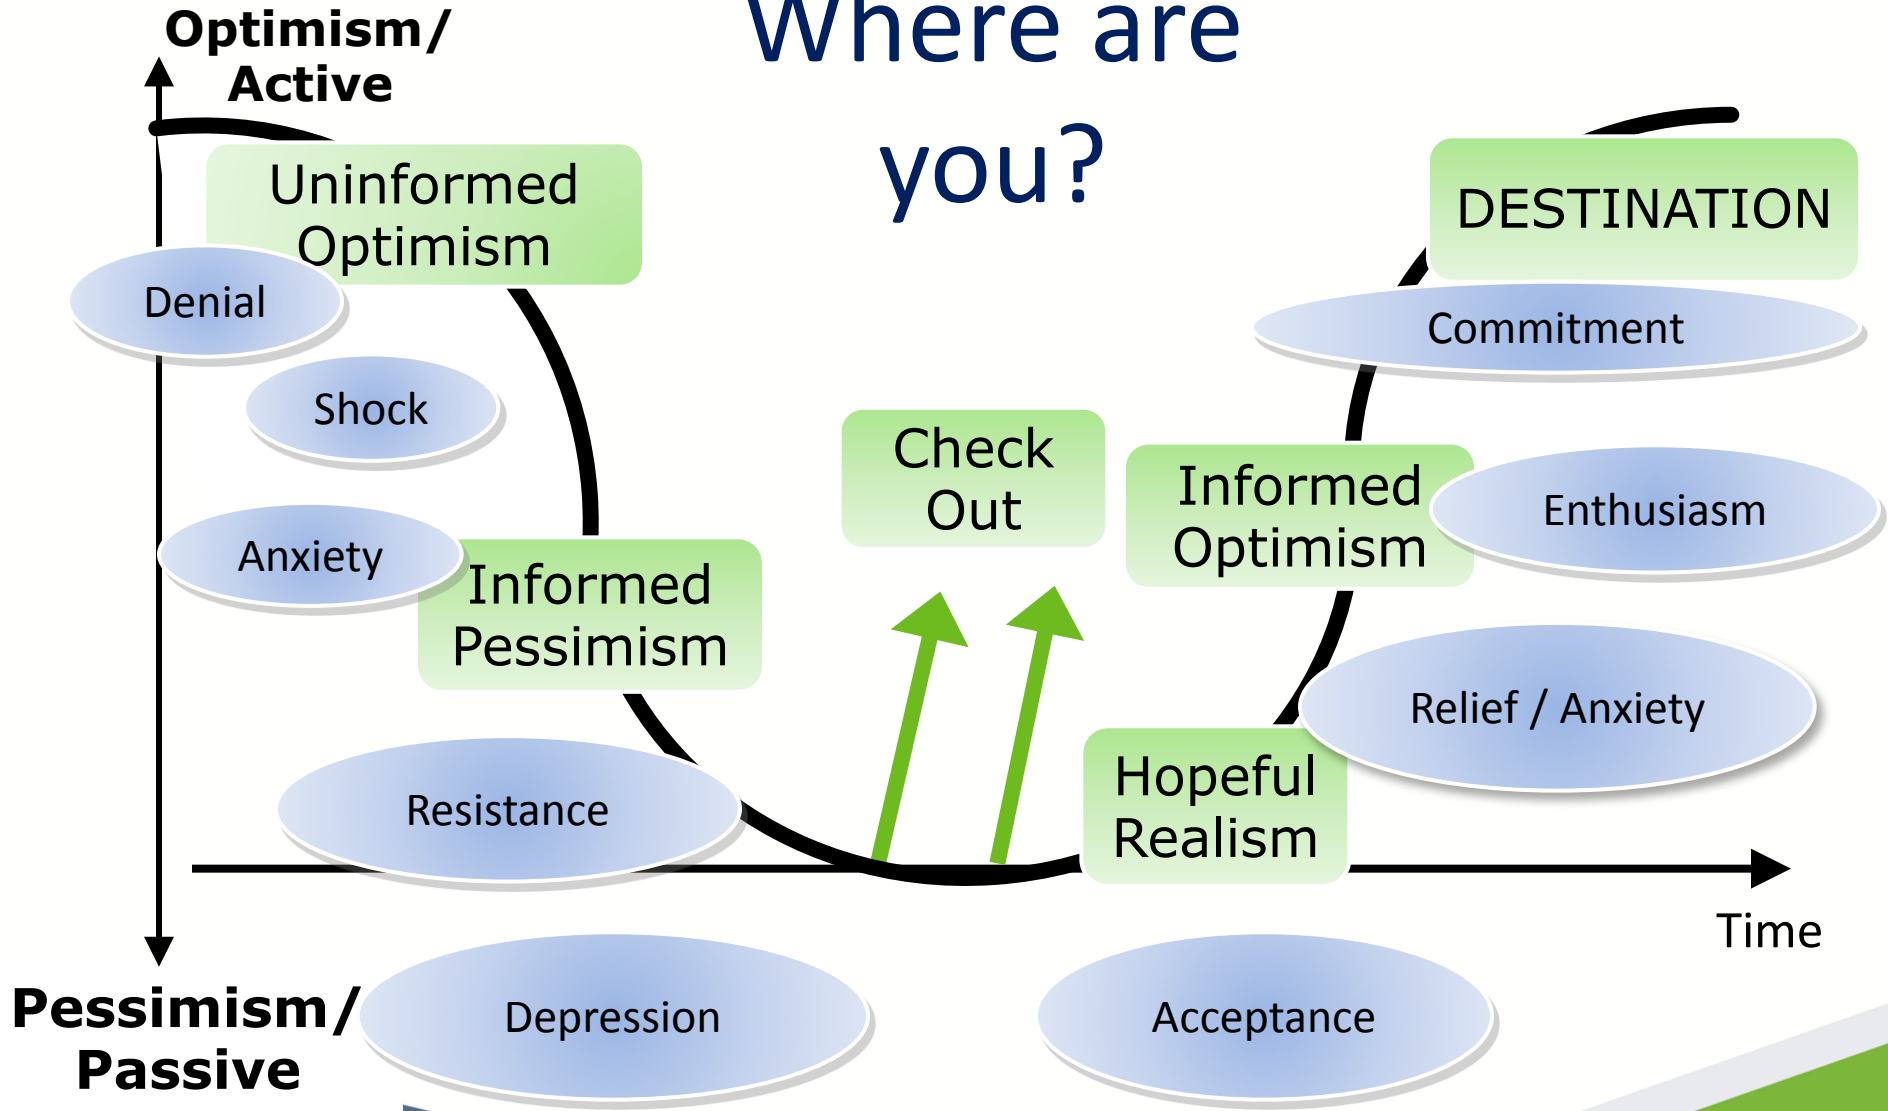 Where are
you?
Optimism/
Active
Uninformed
Optimism
Denial
Shock
Anxiety
Informed
Pessimism
Resistance
Depression
Check
Out
Hopeful
Realism
Acceptance
Informed
Optimism
Relief / Anxiety
Enthusiasm
Commitment
DESTINATION
Time
Pessimism/
Passive